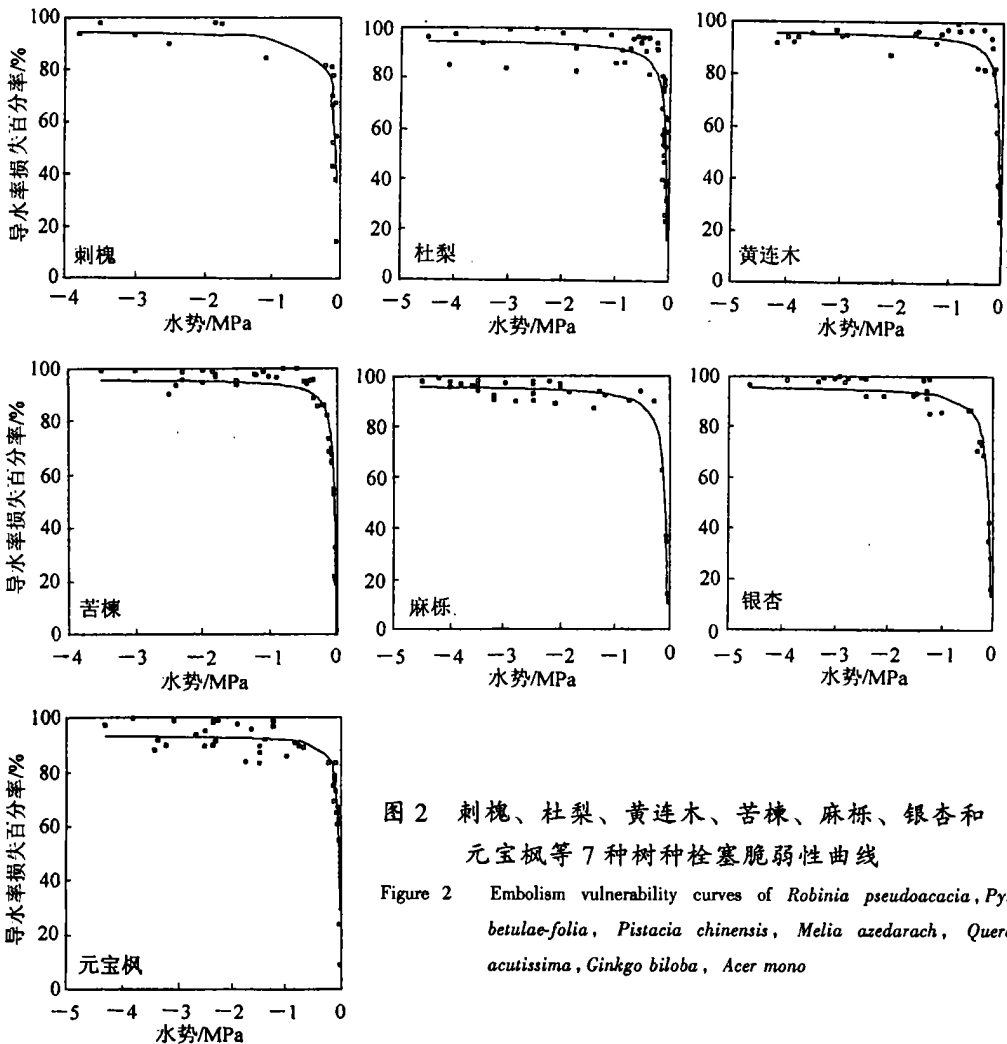 导水率损失百分率/%
100
80
60
40
20
0
刺槐
-4 -3 -2 -1 0
水势/MPa
100
80
60
40
20
0
杜梨
-5 -4 -3 -2 -1 0
水势/MPa
100
80
60
40
20
0
黄连木
-5 -4 -3 -2 -1 0
水势/MPa
导水率损失百分率/%
100
80
60
40
20
0
苦楝
-4 -3 -2 -1 0
水势/MPa
100
80
60
40
20
0
麻栎
-5 -4 -3 -2 -1 0
水势/MPa
100
80
60
40
20
0
银杏
-5 -4 -3 -2 -1 0
水势/MPa
导水率损失百分率/%
100
80
60
40
20
0
元宝枫
-5 -4 -3 -2 -1 0
水势/MPa
图2 刺槐、杜梨、黄连木、苦楝、麻栎、银杏和
元宝枫等7种树种栓塞脆弱性曲线
Figure 2 Embolism vulnerability curves of Robinia pseudoacacia, Py
betulae-folia, Pistacia chinensis, Melia azedarach, Quer
acutissima, Ginkgo biloba, Acer mono